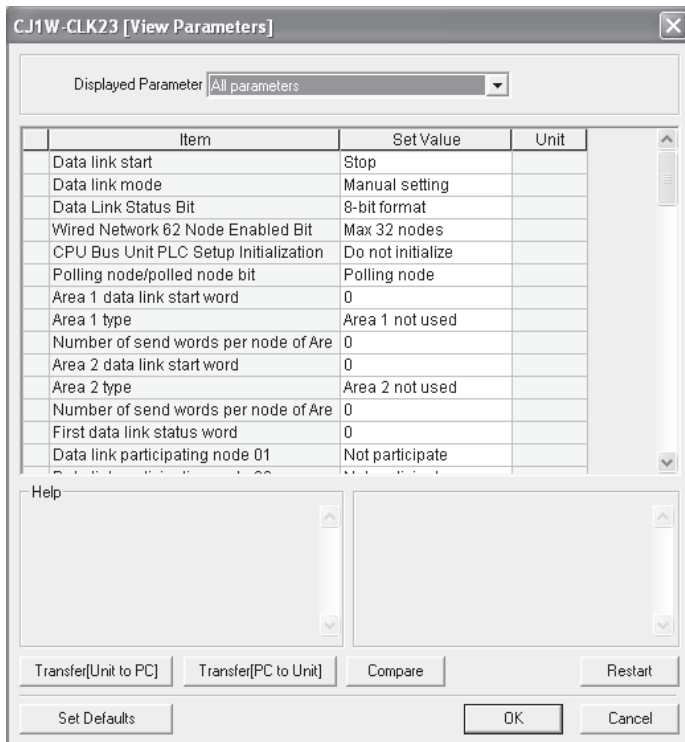 CJ1W-CLK23 [View Parameters]
Displayed Parameter All parameters
Item Set Value Unit
Data link start Stop
Data link mode Manual setting
Data Link Status Bit 8-bit format
Wired Network 62 Node Enabled Bit Max 32 nodes
CPU Bus Unit PLC Setup Initialization Do not initialize
Polling node/polled node bit Polling node
Area 1 data link start word 0
Area 1 type Area 1 not used
Number of send words per node of Are 0
Area 2 data link start word 0
Area 2 type Area 2 not used
Number of send words per node of Are 0
First data link status word 0
Data link participating node 01 Not participate
Help
Transfer[Unit to PC] Transfer[PC to Unit] Compare Restart
Set Defaults OK Cancel